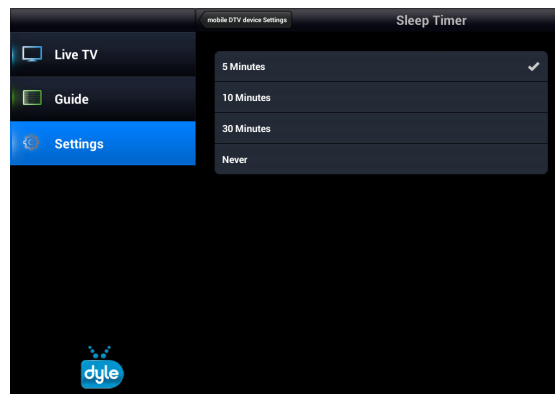 mobile DTV device Settings
Sleep Timer
Live TV
Guide
Settings
5 Minutes
10 Minutes
30 Minutes
Never
dyle